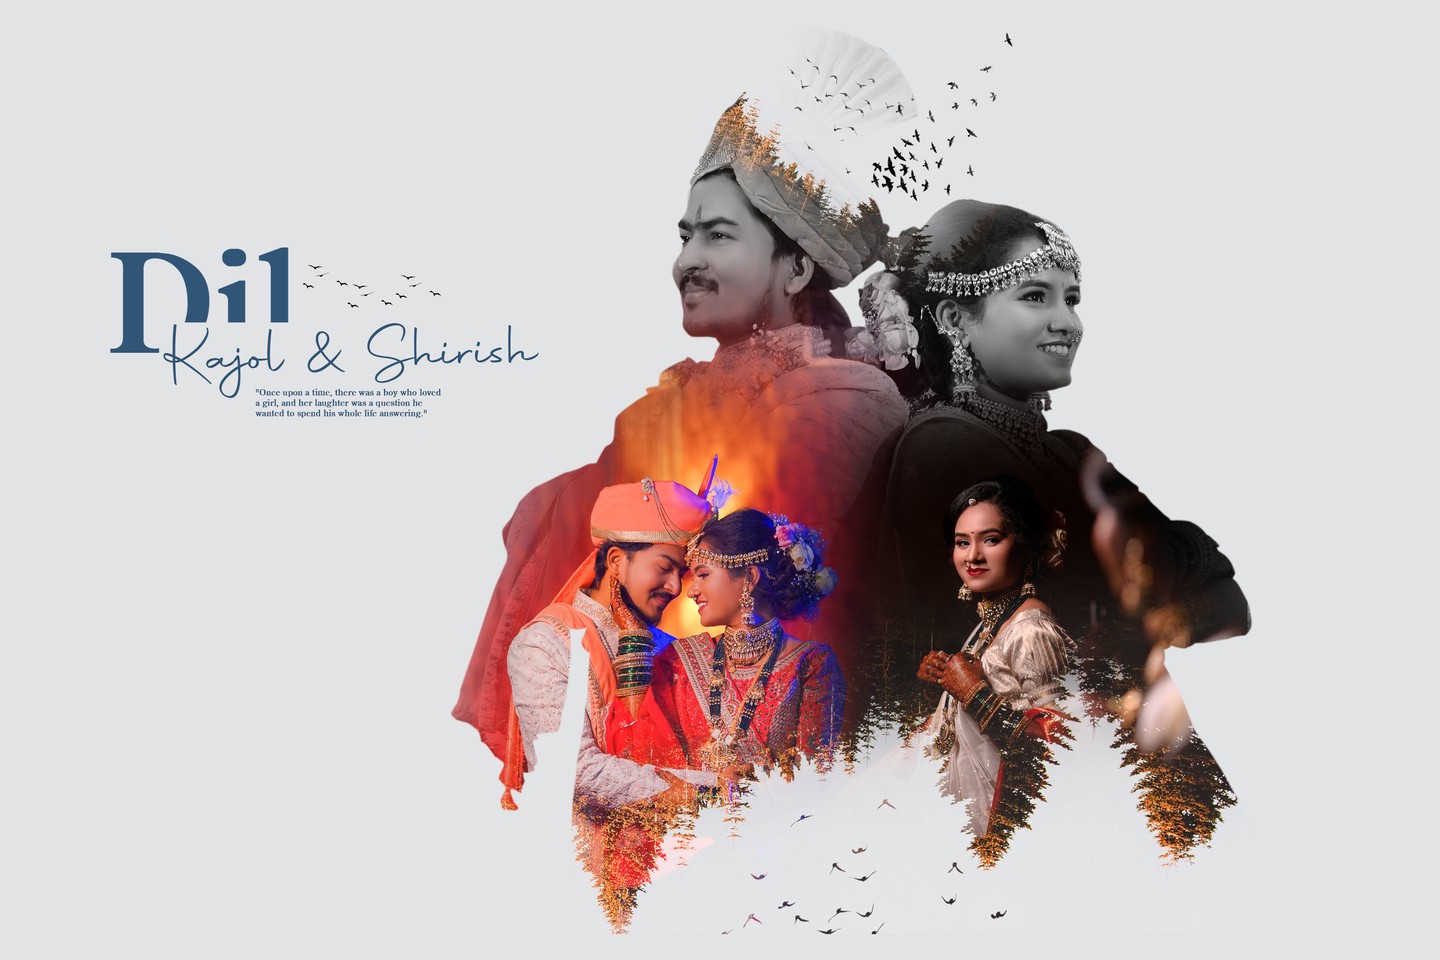 Dil
Kajol & Shirish
"Once upon a time, there was a boy who loved
a girl, and her laughter was a question he
wanted to spend his whole life answering."